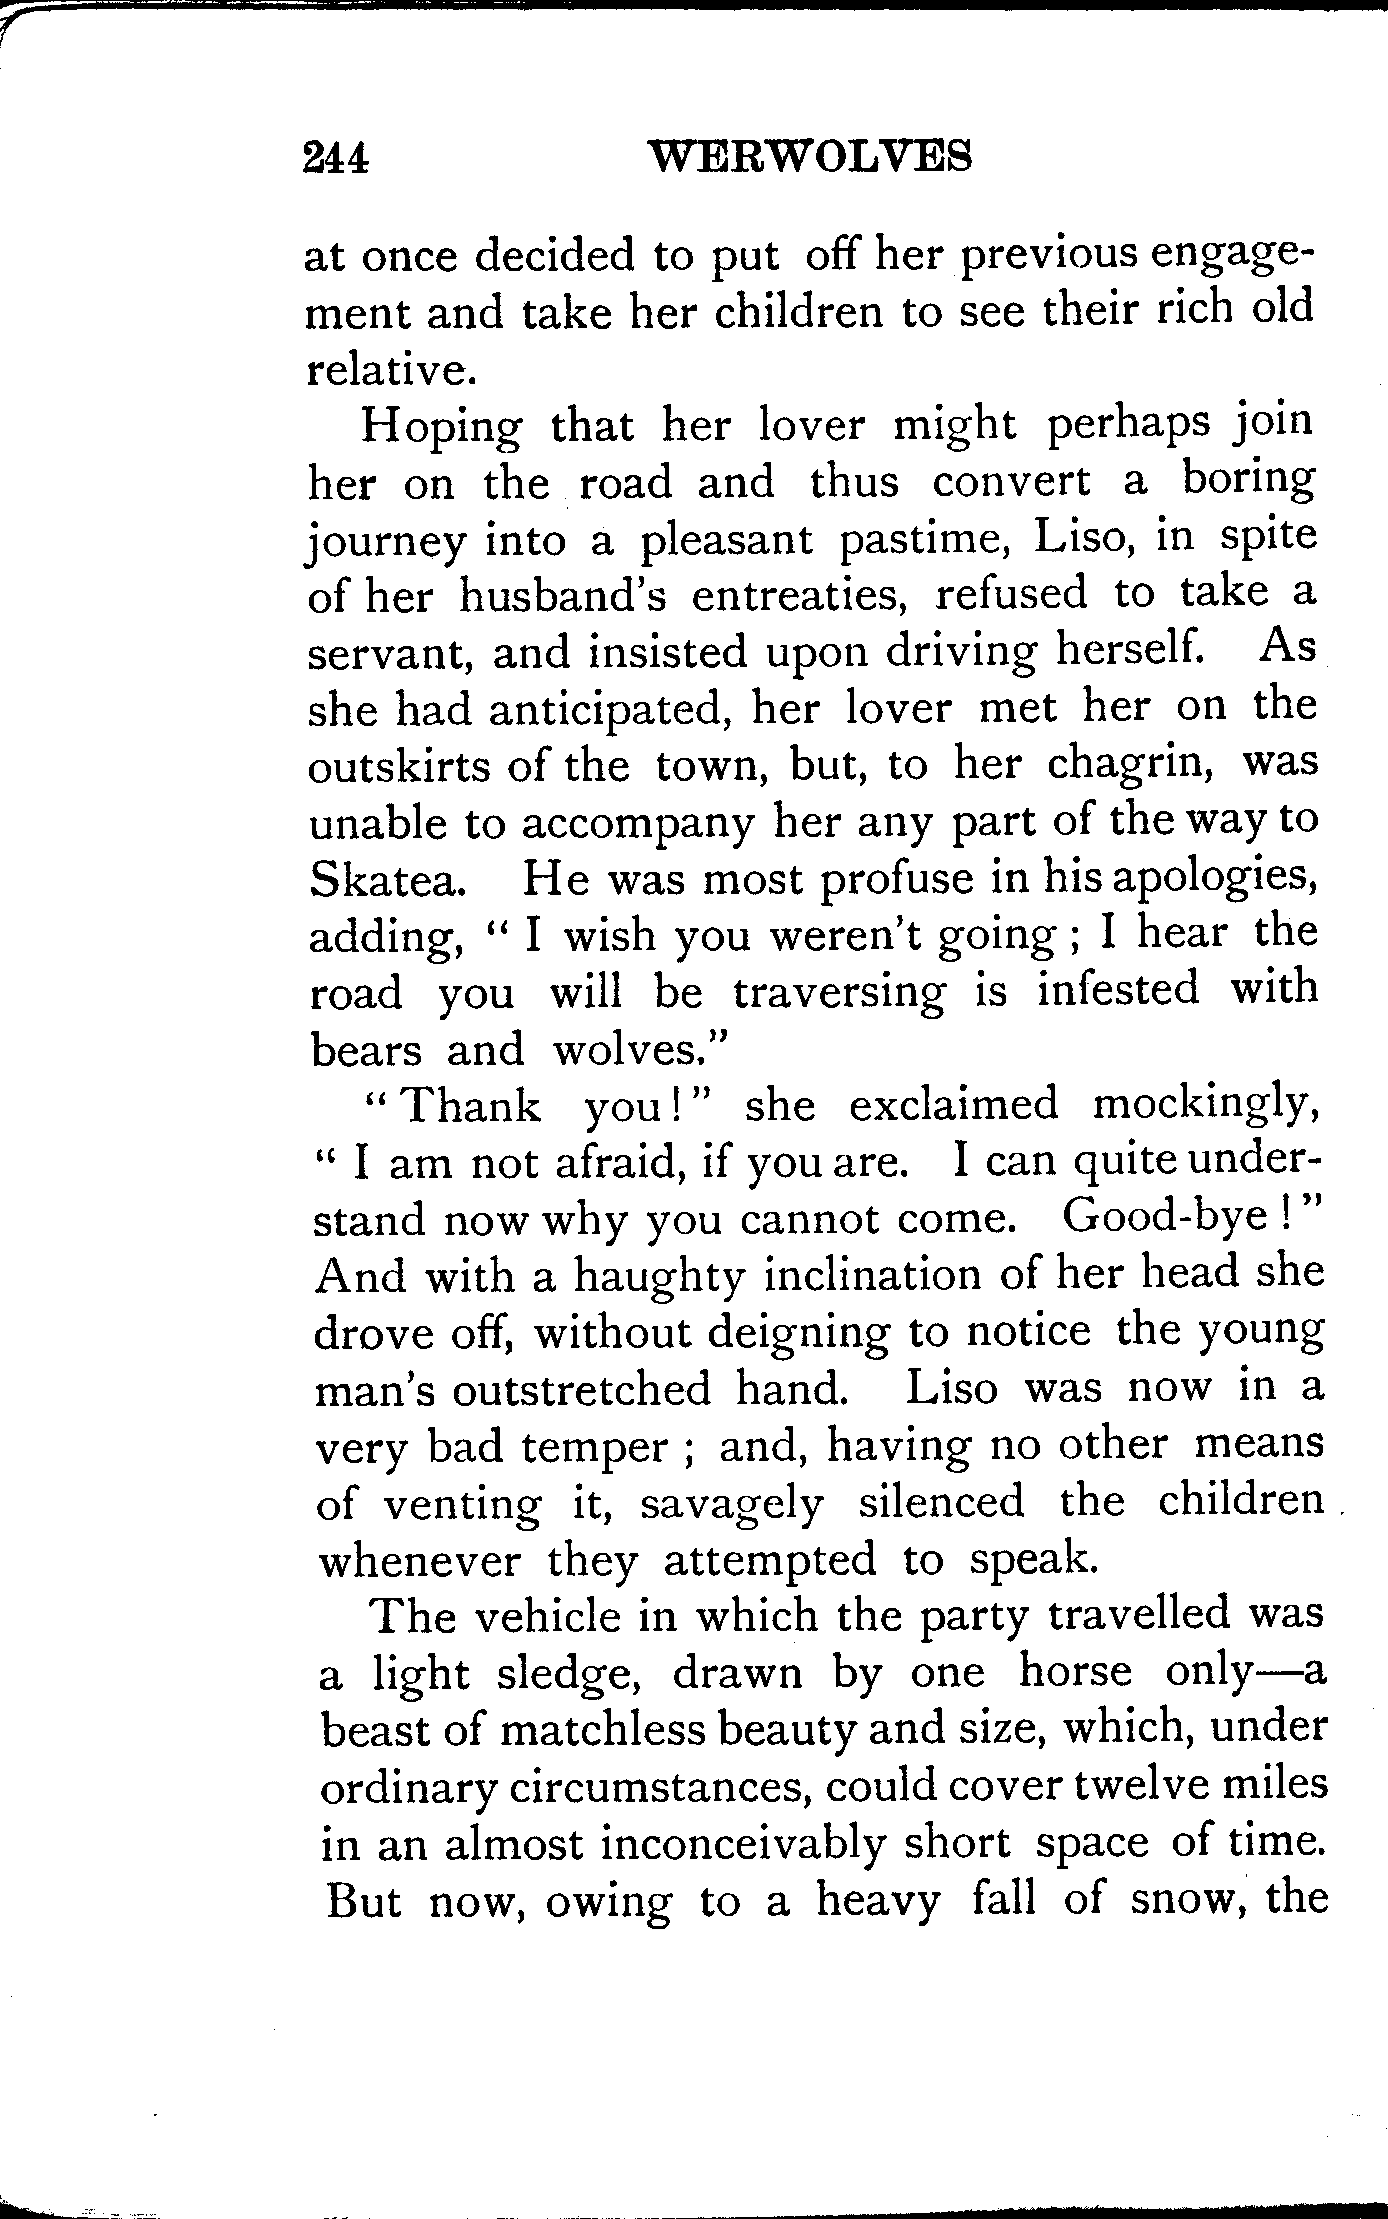 244 WERWOLVES
at once decided to put off her previous engage-
ment and take her children to see their rich old
relative.
Hoping that her lover might perhaps join
her on the road and thus convert a boring
journey into a pleasant pastime, Liso, in spite
of her husband's entreaties, refused to take a
servant, and insisted upon driving herself. As
she had anticipated, her lover met her on the
outskirts of the town, but, to her chagrin, was
unable to accompany her any part of the way to
Skatea. He was most profuse in his apologies,
adding, “ I wish you weren't going ; I hear the
road you will be traversing is infested with
bears and wolves.”
“ Thank you ! ” she exclaimed mockingly,
“ I am not afraid, if you are. I can quite under-
stand now why you cannot come. Good-bye ! ”
And with a haughty inclination of her head she
drove off, without deigning to notice the young
man's outstretched hand. Liso was now in a
very bad temper ; and, having no other means
of venting it, savagely silenced the children
whenever they attempted to speak.
The vehicle in which the party travelled was
a light sledge, drawn by one horse only—a
beast of matchless beauty and size, which, under
ordinary circumstances, could cover twelve miles
in an almost inconceivably short space of time.
But now, owing to a heavy fall of snow, the